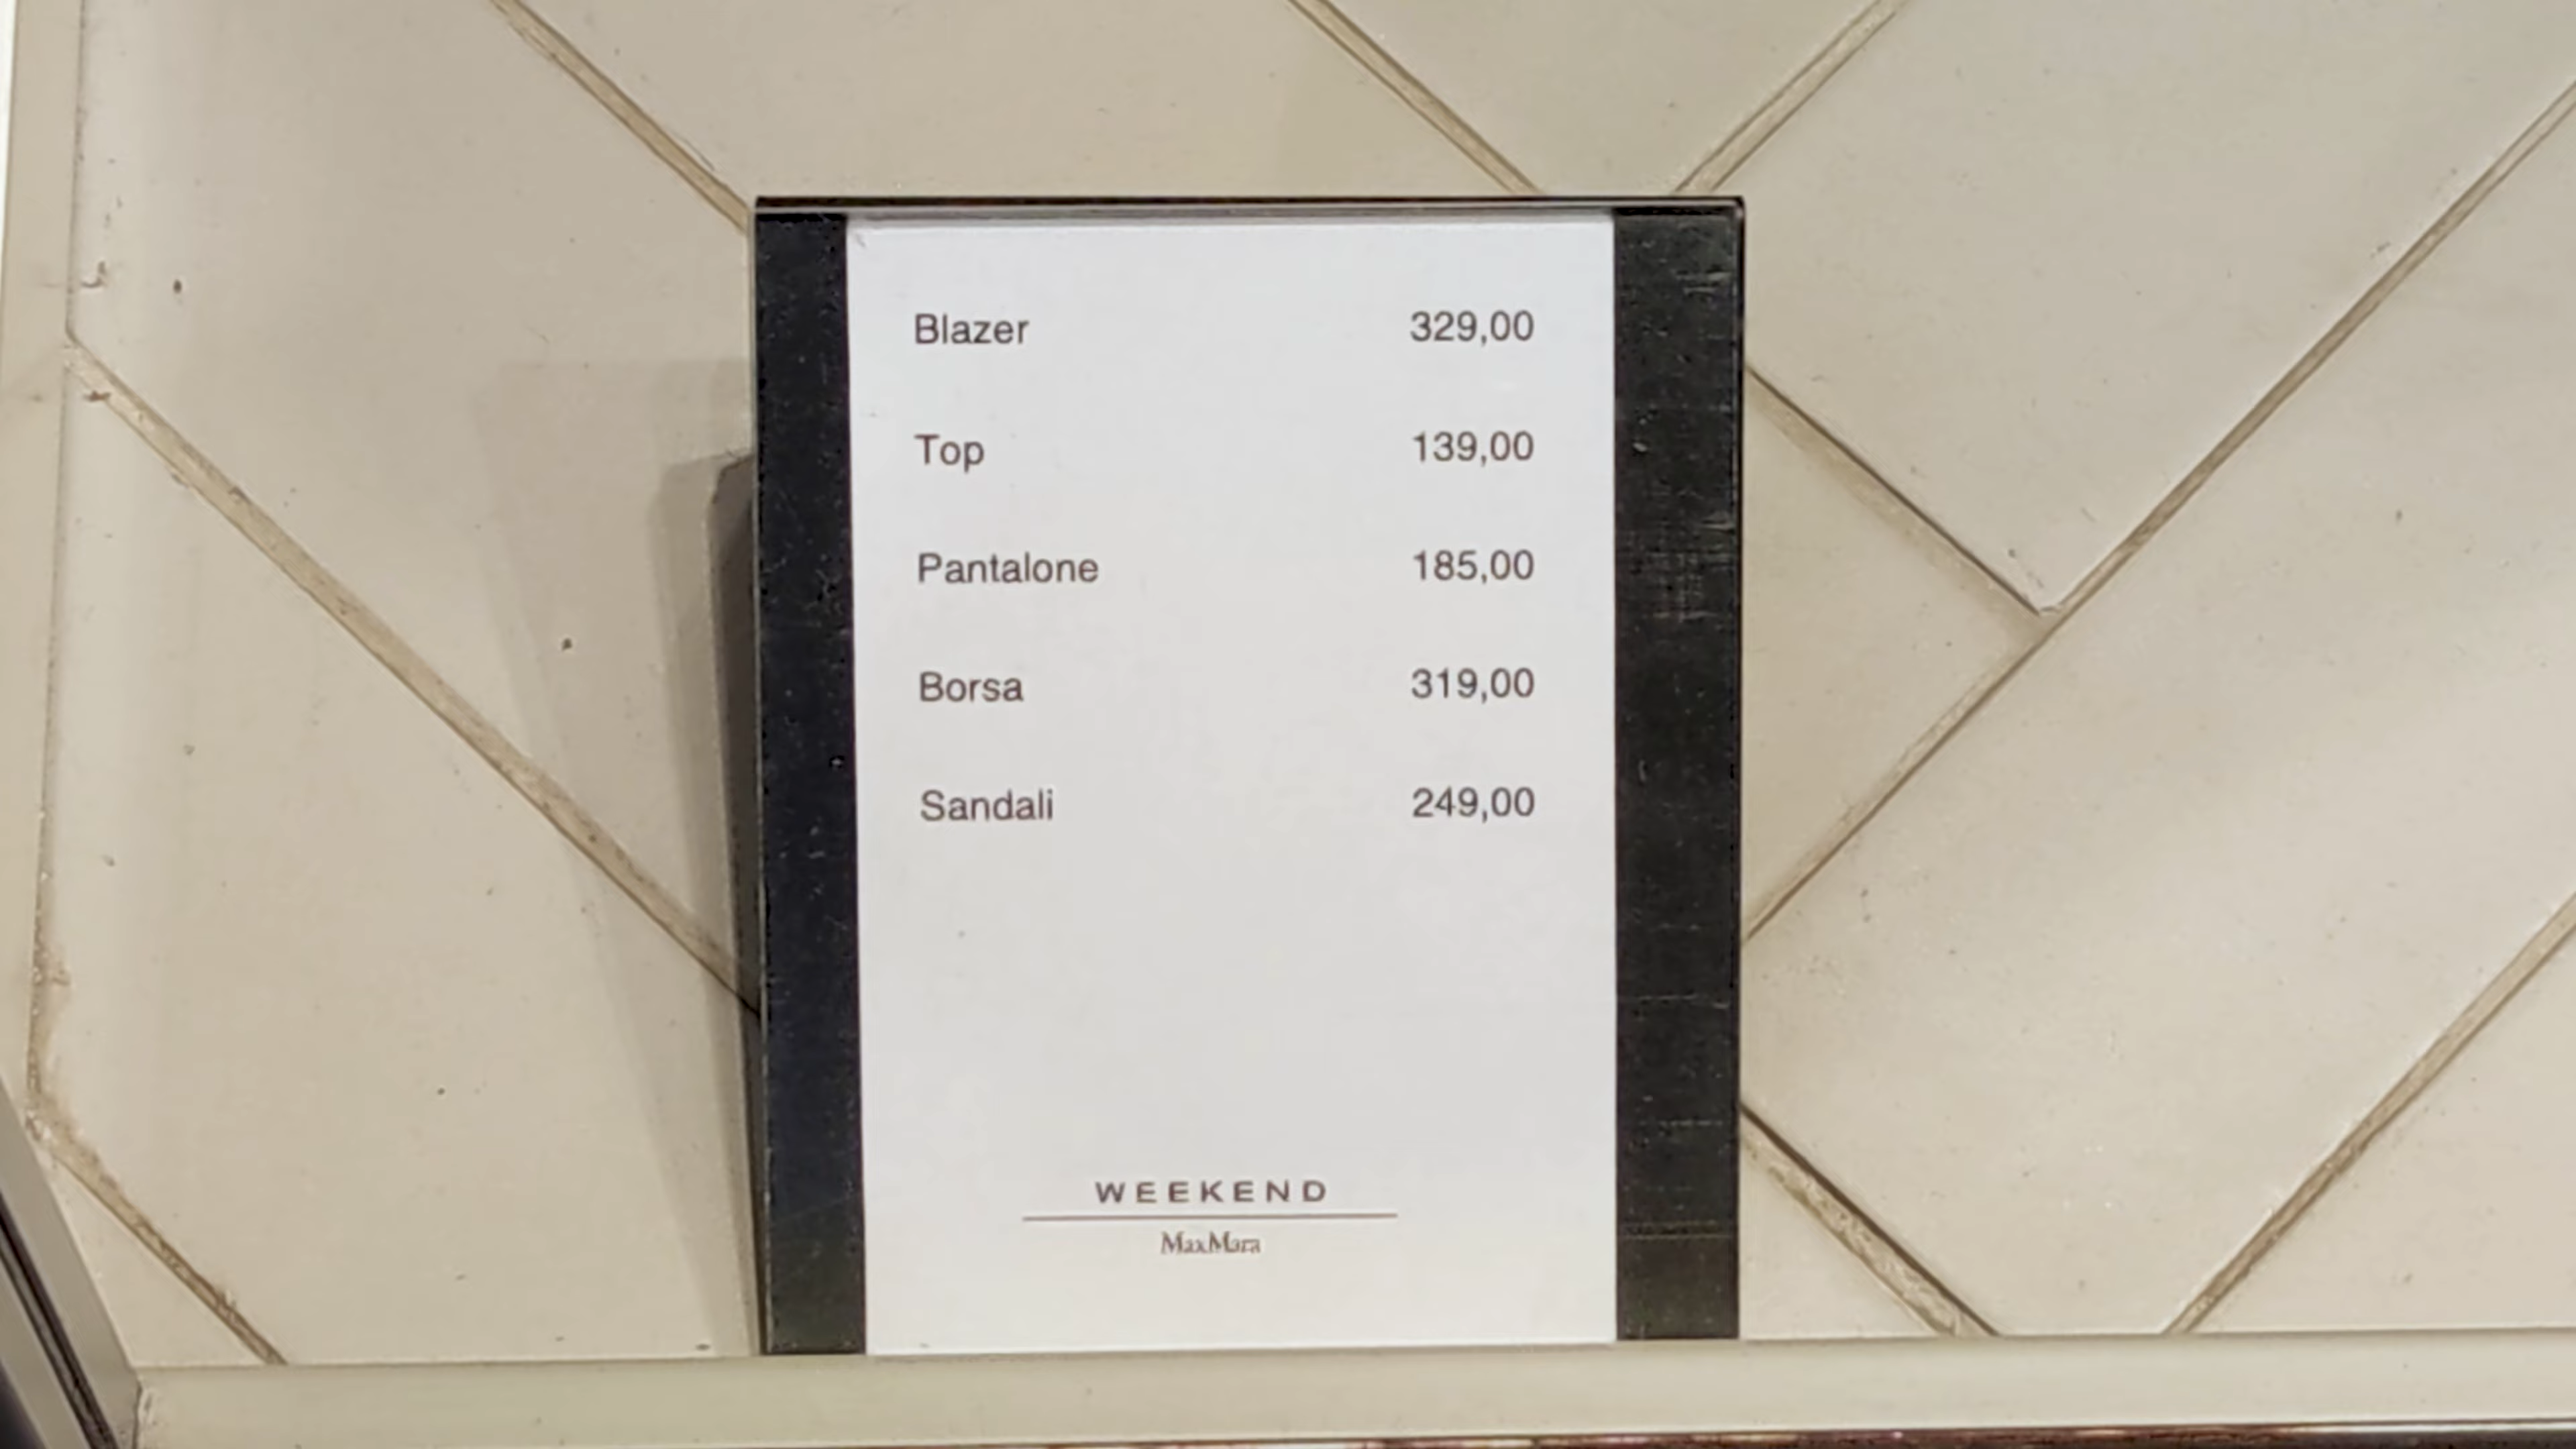 Blazer 329,00
Top 139,00
Pantalone 185,00
Borsa 319,00
Sandali 249,00
WEEKEND
MaxMara